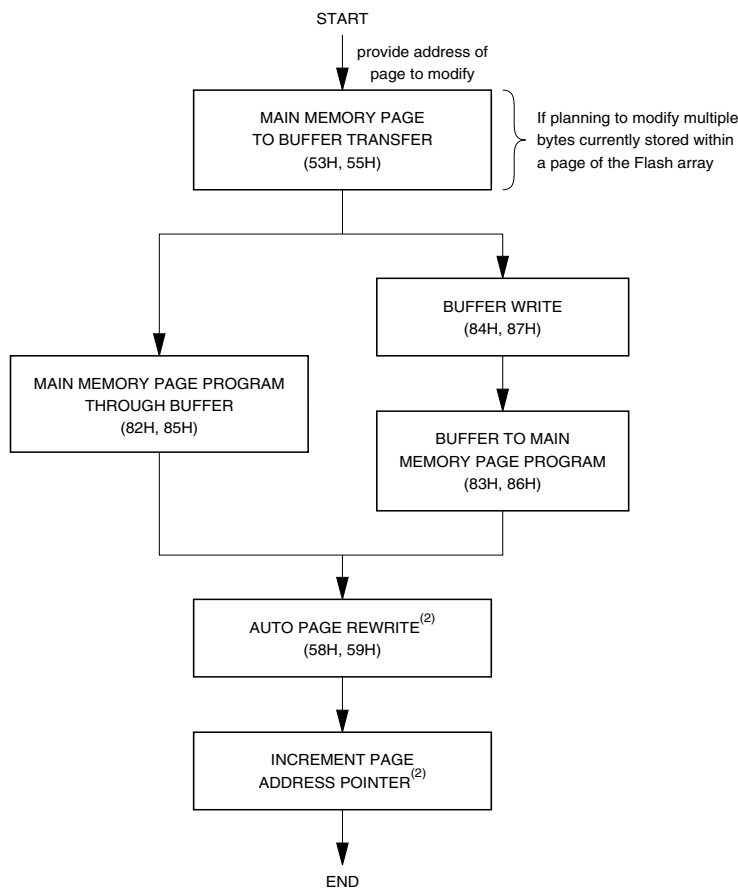 START
provide address of
page to modify
MAIN MEMORY PAGE
TO BUFFER TRANSFER
(53H, 55H)
If planning to modify multiple
bytes currently stored within
a page of the Flash array
BUFFER WRITE
(84H, 87H)
MAIN MEMORY PAGE PROGRAM
THROUGH BUFFER
(82H, 85H)
BUFFER TO MAIN
MEMORY PAGE PROGRAM
(83H, 86H)
AUTO PAGE REWRITE(2)
(58H, 59H)
INCREMENT PAGE
ADDRESS POINTER(2)
END